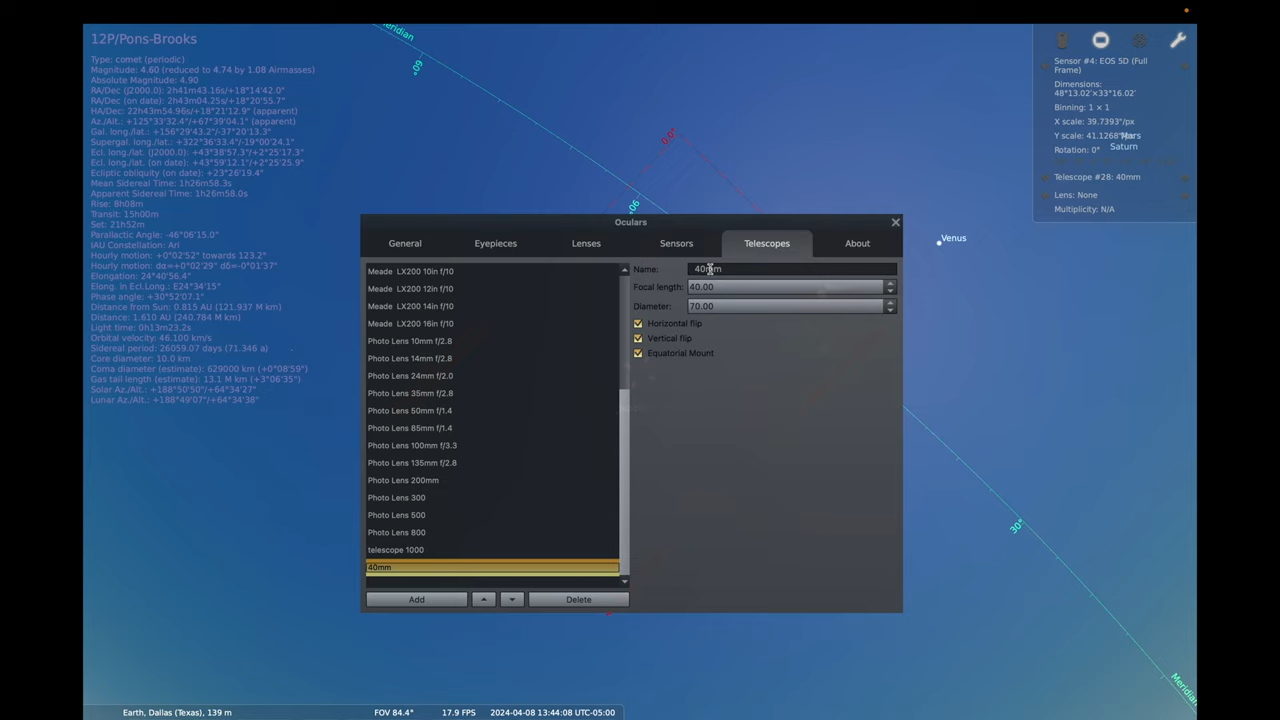 12P/Pons-Brooks
Type: comet (periodic)
Magnitude: 4.60 (reduced to 4.74 by 1.08 Airmasses)
Absolute Magnitude: 4.90
RA/Dec (J2000.0): 2h41m43.16s/+18°14'42.0"
RA/Dec (on date): 2h43m04.25s/+18°20'55.7"
HA/Dec: 22h43m54.96s/+18°21'12.9" (apparent)
Az./Alt.: +125°33'32.4"/+67°39'04.1" (apparent)
Gal. long./lat.: +156°29'43.2"/-37°20'13.3"
Supergal. long./lat.: +322°36'33.4"/-19°00'24.1"
Ecl. long./lat. (J2000.0): +43°38'57.3"/+2°25'17.3"
Ecl. long./lat. (on date): +43°59'12.1"/+2°25'25.9"
Ecliptic obliquity (on date): +23°26'19.4"
Mean Sidereal Time: 1h26m58.3s
Apparent Sidereal Time: 1h26m58.0s
Rise: 8h08m
Transit: 15h00m
Set: 21h52m
Parallactic Angle: -46°06'15.0"
IAU Constellation: Ari
Hourly motion: +0°02'52" towards 123.2°
Hourly motion: dα=+0°02'29" dδ=-0°01'37"
Elongation: 24°40'56.4"
Elong. in Ecl.Long.: E24°34'15"
Phase angle: +30°52'07.1"
Distance from Sun: 0.815 AU (121.937 M km)
Distance: 1.610 AU (240.784 M km)
Light time: 0h13m23.2s
Orbital velocity: 46.100 km/s
Sidereal period: 26059.07 days (71.346 a)
Core diameter: 10.0 km
Coma diameter (estimate): 629000 km (+0°08'59")
Gas tail length (estimate): 13.1 M km (+3°06'35")
Solar Az./Alt.: +188°50'50"/+64°34'27"
Lunar Az./Alt.: +188°49'07"/+64°34'38"
Meridian
60°
0.0°
90°
Sensor #4: EOS 5D (Full
Frame)
Dimensions:
48°13.02'×33°16.02'
Binning: 1 × 1
X scale: 39.7393"/px
Y scale: 41.1268"
Mars
Saturn
Rotation: 0°
Telescope #28: 40mm
Lens: None
Multiplicity: N/A
Venus
Oculars
General
Eyepieces
Lenses
Sensors
Telescopes
About
Meade LX200 10in f/10
Meade LX200 12in f/10
Meade LX200 14in f/10
Meade LX200 16in f/10
Photo Lens 10mm f/2.8
Photo Lens 14mm f/2.8
Photo Lens 24mm f/2.0
Photo Lens 35mm f/2.8
Photo Lens 50mm f/1.4
Photo Lens 85mm f/1.4
Photo Lens 100mm f/3.3
Photo Lens 135mm f/2.8
Photo Lens 200mm
Photo Lens 300
Photo Lens 500
Photo Lens 800
telescope 1000
40mm
Add
Delete
Name: 40mm
Focal length: 40.00
Diameter: 70.00
Horizontal flip
Vertical flip
Equatorial Mount
30°
Meridian
Earth, Dallas (Texas), 139 m
FOV 84.4°
17.9 FPS
2024-04-08 13:44:08 UTC-05:00